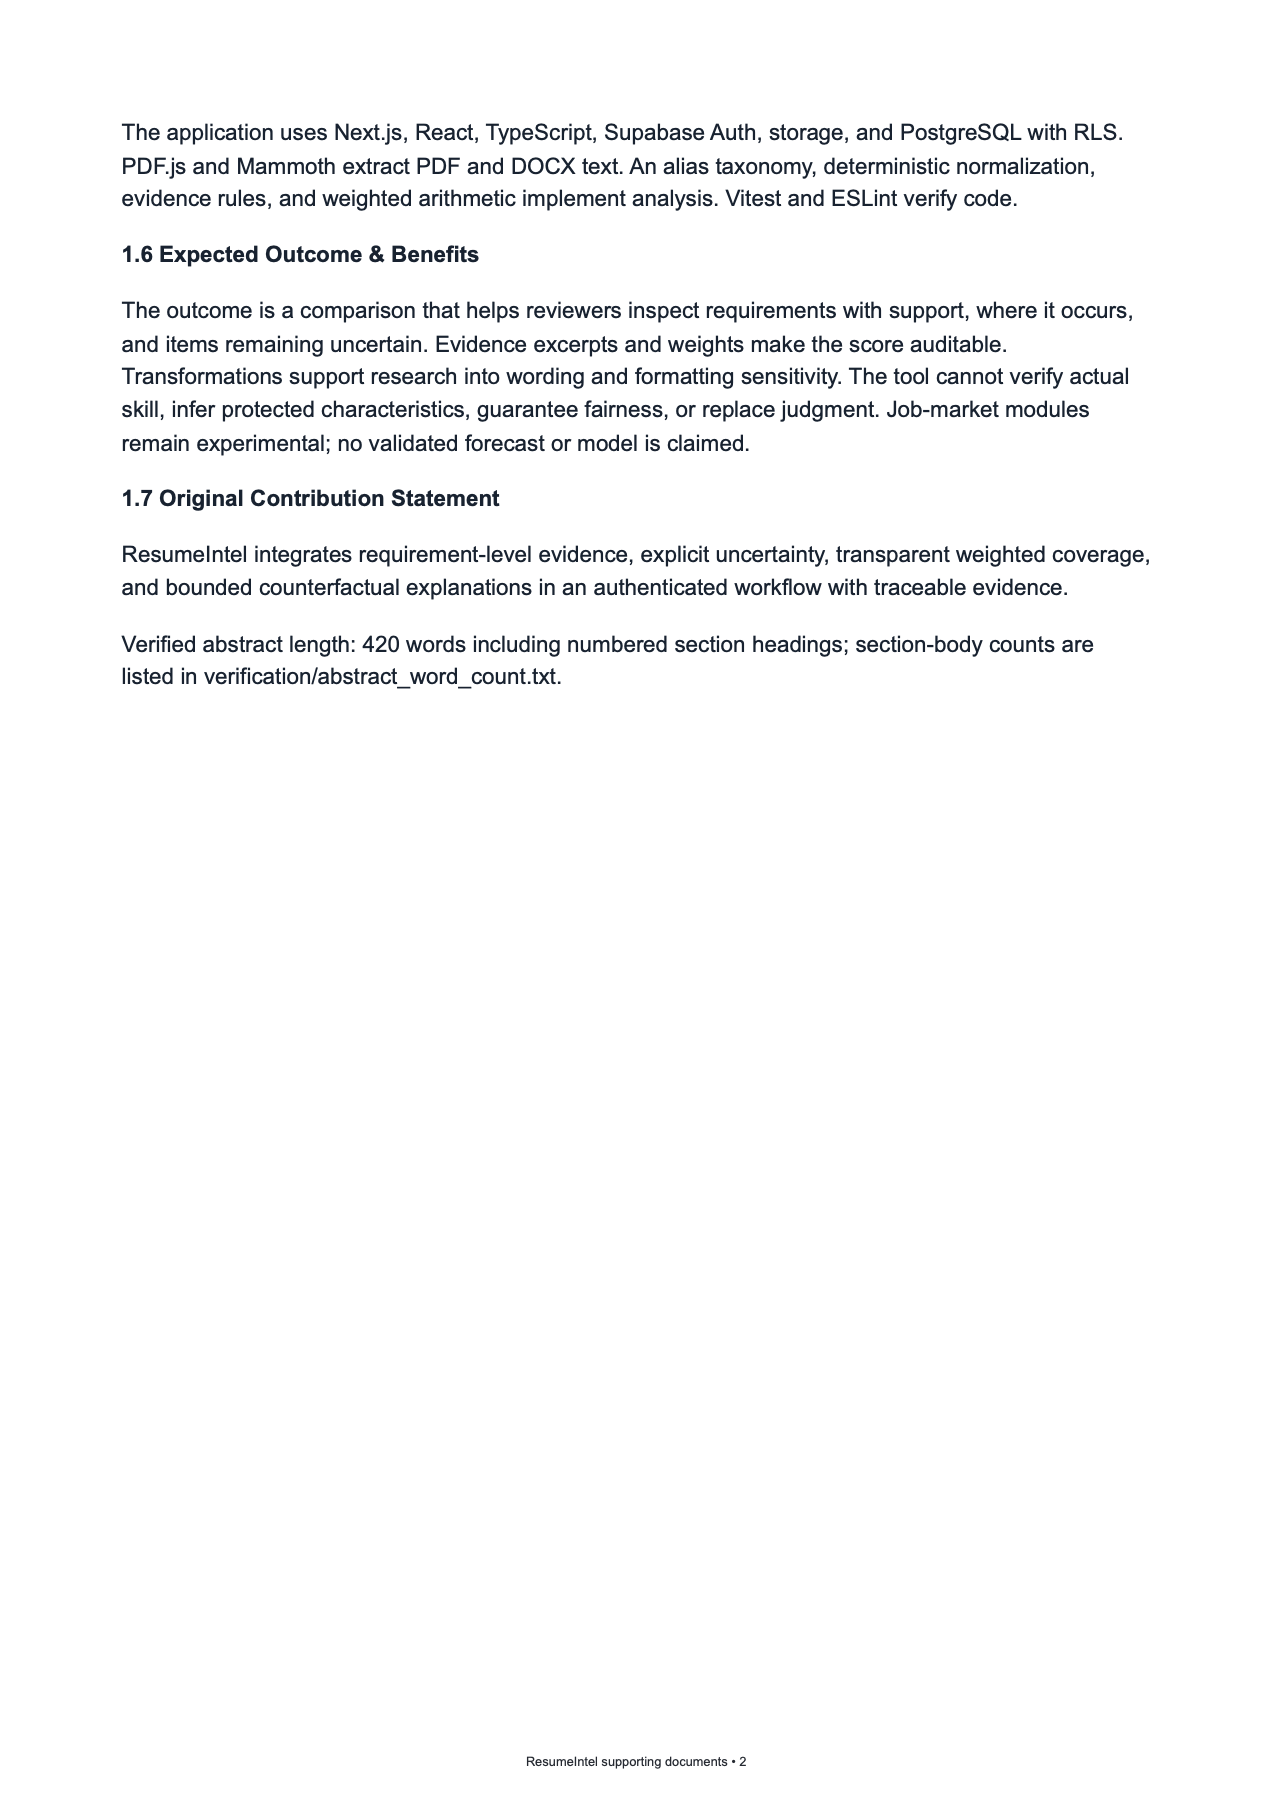 The application uses Next.js, React, TypeScript, Supabase Auth, storage, and PostgreSQL with RLS.
PDF.js and Mammoth extract PDF and DOCX text. An alias taxonomy, deterministic normalization,
evidence rules, and weighted arithmetic implement analysis. Vitest and ESLint verify code.
1.6 Expected Outcome & Benefits
The outcome is a comparison that helps reviewers inspect requirements with support, where it occurs,
and items remaining uncertain. Evidence excerpts and weights make the score auditable.
Transformations support research into wording and formatting sensitivity. The tool cannot verify actual
skill, infer protected characteristics, guarantee fairness, or replace judgment. Job-market modules
remain experimental; no validated forecast or model is claimed.
1.7 Original Contribution Statement
ResumeIntel integrates requirement-level evidence, explicit uncertainty, transparent weighted coverage,
and bounded counterfactual explanations in an authenticated workflow with traceable evidence.
Verified abstract length: 420 words including numbered section headings; section-body counts are
listed in verification/abstract_word_count.txt.
ResumeIntel supporting documents • 2